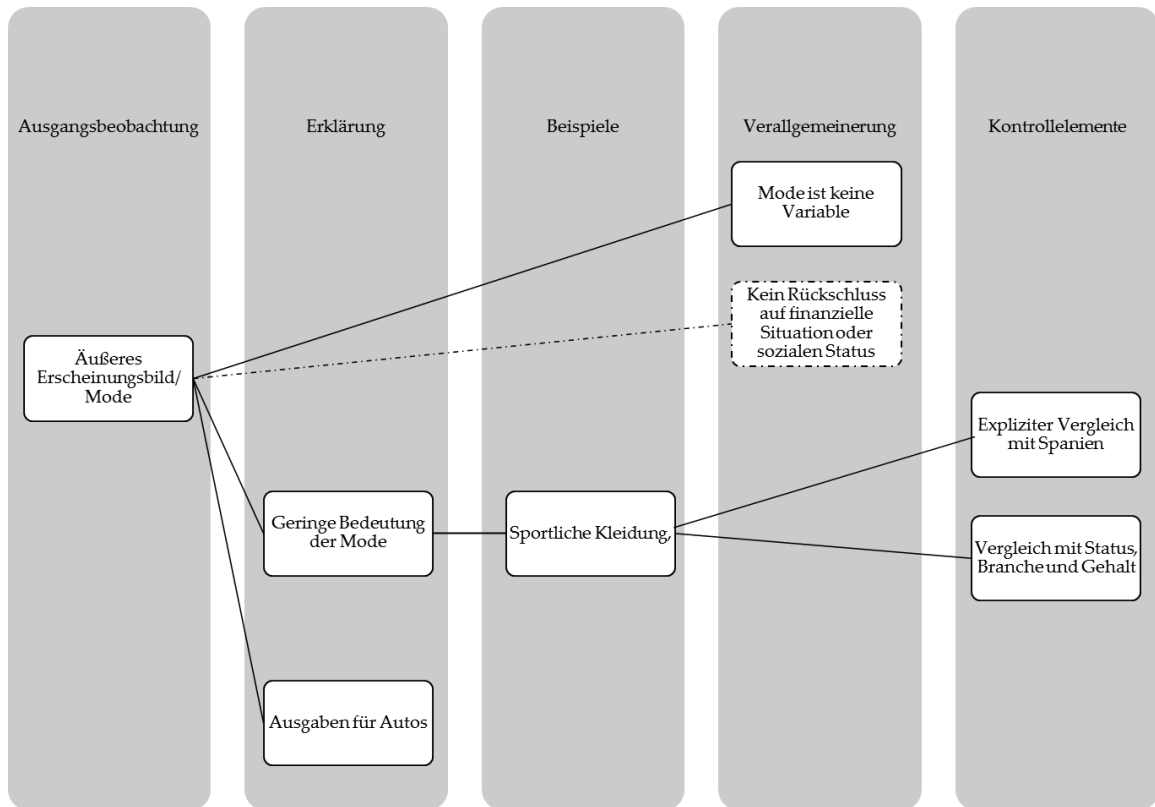 Ausgangsbeobachtung
Erklärung
Beispiele
Verallgemeinerung
Kontrollelemente
Mode ist keine
Variable
Kein Rückschluss
auf finanzielle
Situation oder
sozialen Status
Äußeres
Erscheinungsbild/
Mode
Expliziter Vergleich
mit Spanien
Geringe Bedeutung
der Mode
Sportliche Kleidung,
Vergleich mit Status,
Branche und Gehalt
Ausgaben für Autos